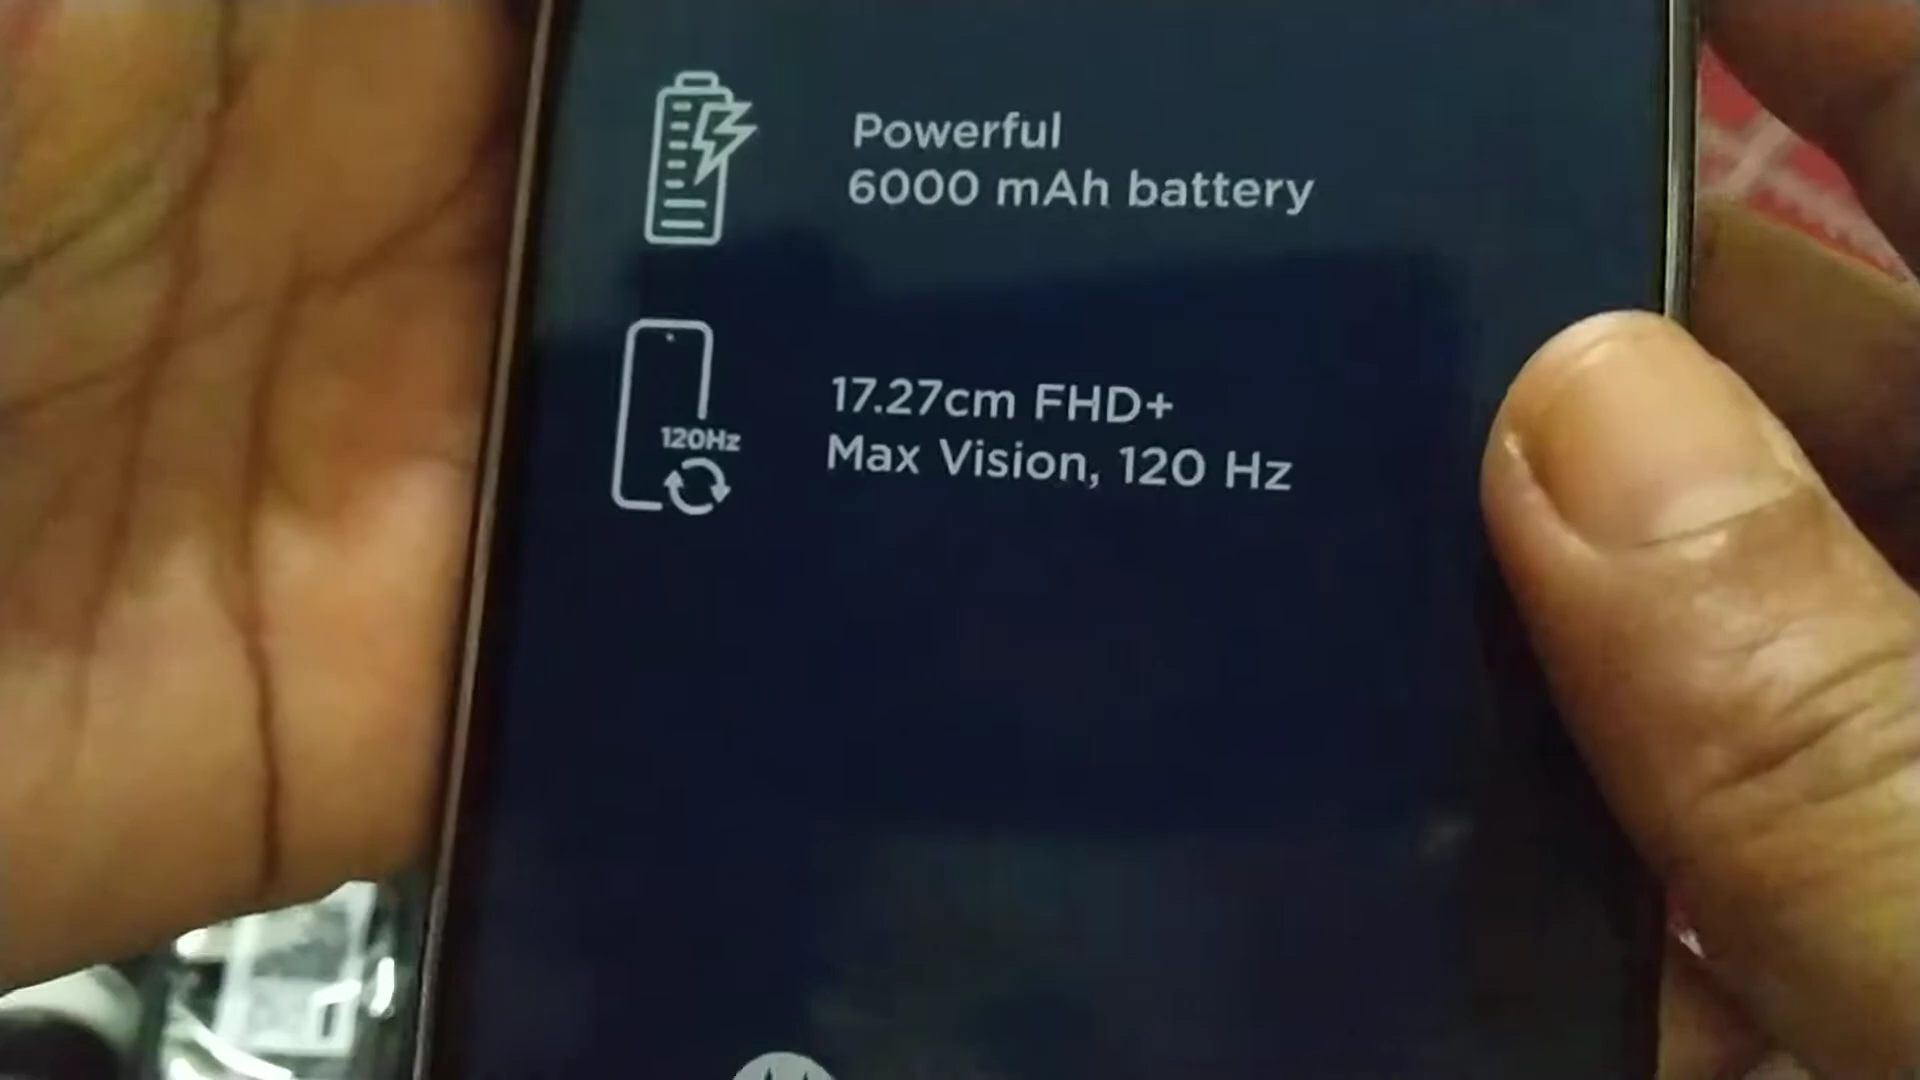 Powerful
6000 mAh battery
120Hz
17.27cm FHD+
Max Vision, 120 Hz